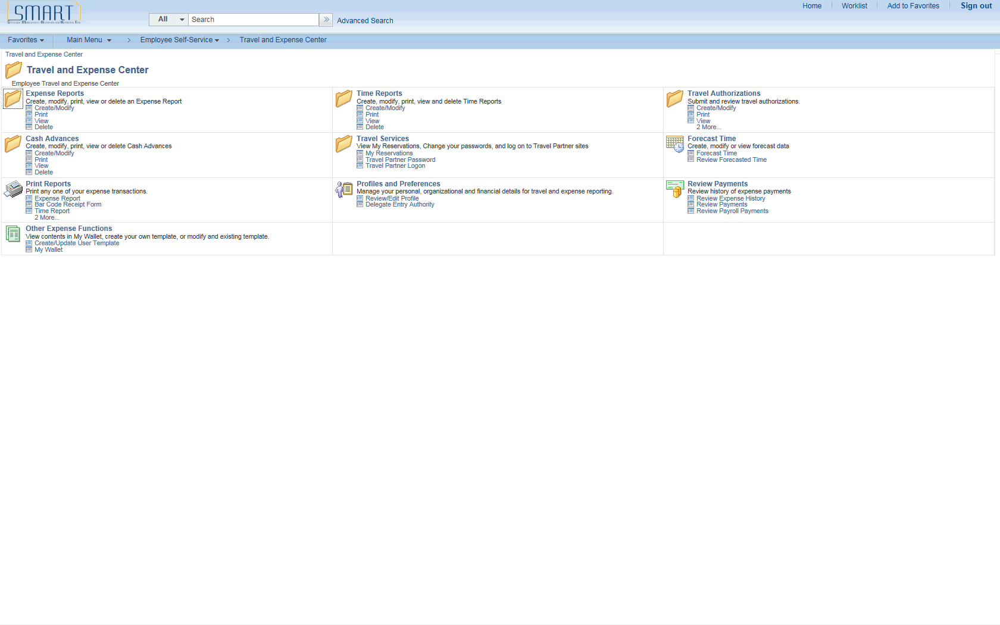 SMART
All Search Advanced Search
Home Worklist Add to Favorites Sign out
Favorites Main Menu > Employee Self-Service > Travel and Expense Center
Travel and Expense Center
Travel and Expense Center
Employee Travel and Expense Center
Expense Reports
Create, modify, print, view or delete an Expense Report
Create/Modify
Print
View
Delete
Time Reports
Create, modify, print, view and delete Time Reports
Create/Modify
Print
View
Delete
Travel Authorizations
Submit and review travel authorizations.
Create/Modify
Print
View
2 More...
Cash Advances
Create, modify, print, view or delete Cash Advances
Create/Modify
Print
View
Delete
Travel Services
View My Reservations, Change your passwords, and log on to Travel Partner sites
My Reservations
Travel Partner Password
Travel Partner Logon
Forecast Time
Create, modify or view forecast data
Forecast Time
Review Forecasted Time
Print Reports
Print any one of your expense transactions.
Expense Report
Bar Code Receipt Form
Time Report
2 More...
Profiles and Preferences
Manage your personal, organizational and financial details for travel and expense reporting.
Review/Edit Profile
Delegate Entry Authority
Review Payments
Review history of expense payments
Review Expense History
Review Payments
Review Payroll Payments
Other Expense Functions
View contents in My Wallet, create your own template, or modify and existing template.
Create/Update User Template
My Wallet